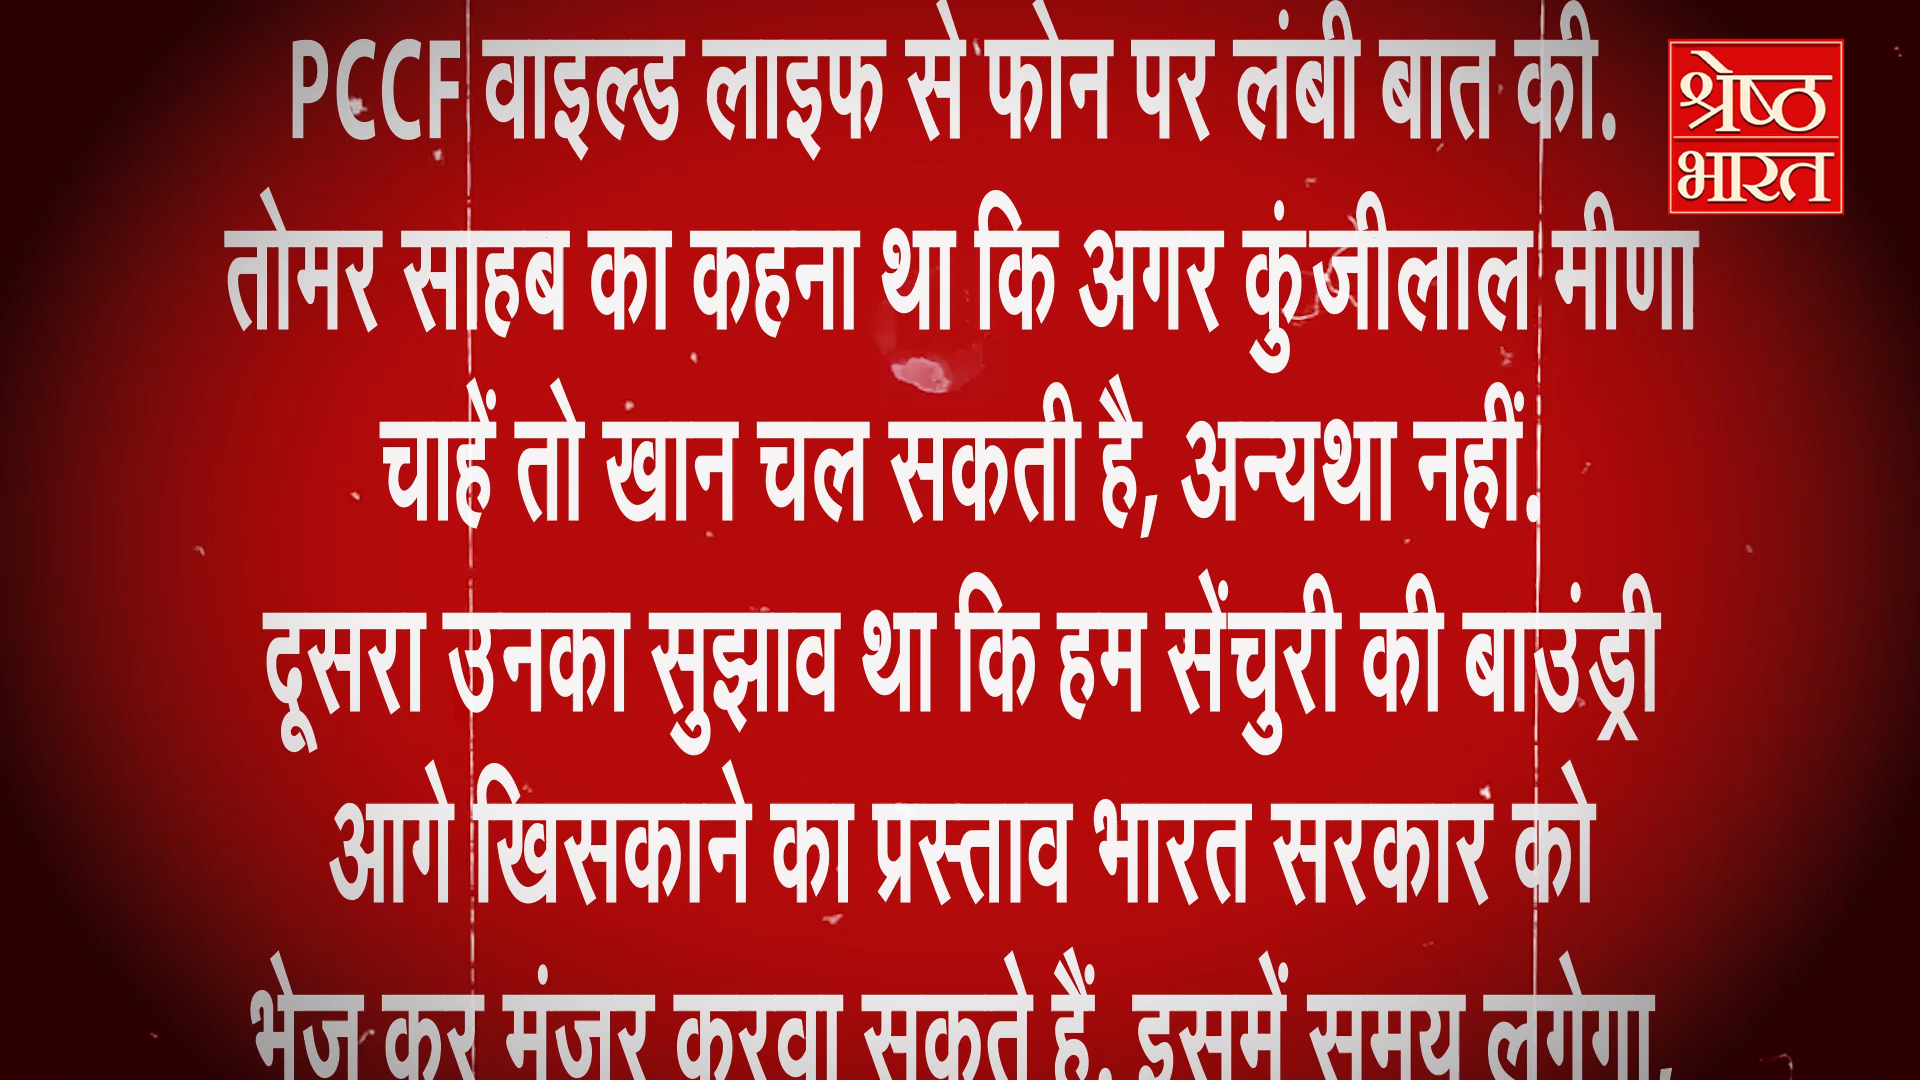 PCCF वाइल्ड लाइफ से फोन पर लंबी बात की.
श्रेष्ठ
भारत
तोमर साहब का कहना था कि अगर कुंजीलाल मीणा
चाहें तो खान चल सकती है, अन्यथा नहीं.
दूसरा उनका सुझाव था कि हम सेंचुरी की बाउंड्री
आगे खिसकाने का प्रस्ताव भारत सरकार को
भेज कर मंजूर करवा सकते हैं. इसमें समय लगेगा,